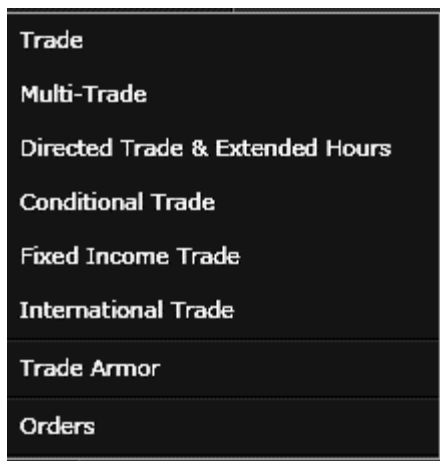 Trade
Multi-Trade
Directed Trade & Extended Hours
Conditional Trade
Fixed Income Trade
International Trade
Trade Armor
Orders